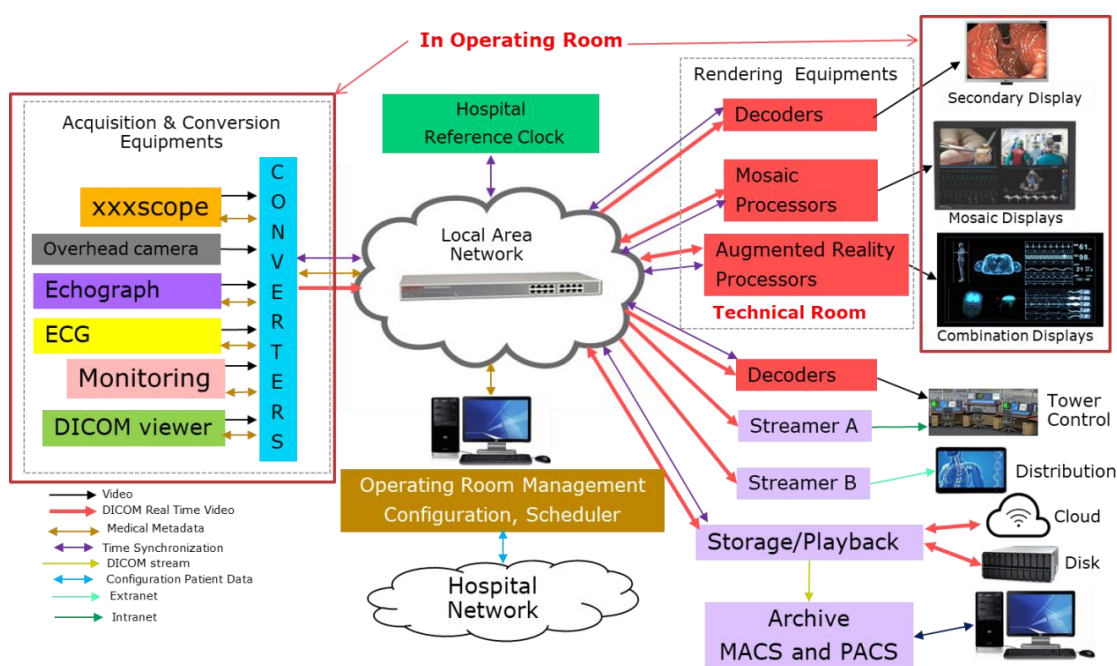 In Operating Room
Acquisition & Conversion
Equipments
xxxscope
Overhead camera
Echograph
ECG
Monitoring
DICOM viewer
CONVERTERS
Hospital
Reference Clock
Local Area
Network
Operating Room Management
Configuration, Scheduler
Hospital
Network
Rendering Equipments
Decoders
Mosaic
Processors
Augmented Reality
Processors
Technical Room
Secondary Display
Mosaic Displays
Combination Displays
Decoders
Streamer A
Streamer B
Storage/Playback
Archive
MACS and PACS
Tower
Control
Distribution
Cloud
Disk
Video
DICOM Real Time Video
Medical Metadata
Time Synchronization
DICOM stream
Configuration Patient Data
Extranet
Intranet